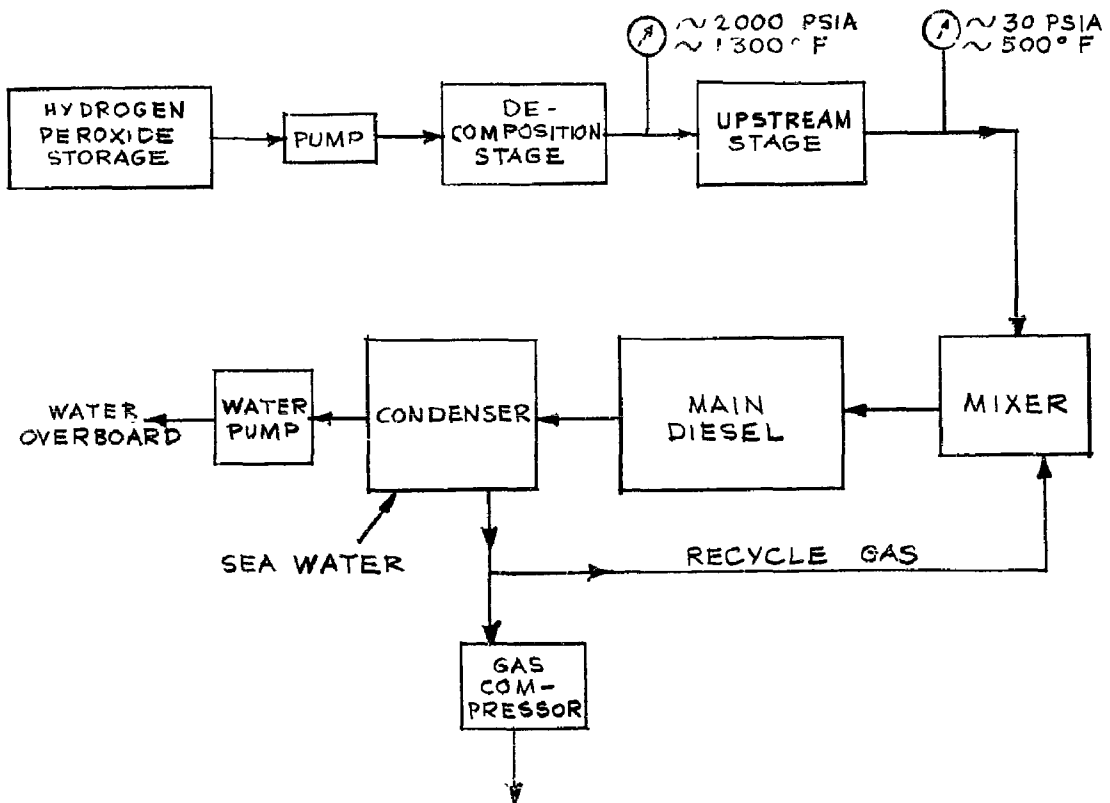 ~ 2000 PSIA
~ 1300° F
~ 30 PSIA
~ 500° F
HYDROGEN
PEROXIDE
STORAGE
PUMP
DE-
COMPOSITION
STAGE
UPSTREAM
STAGE
WATER
OVERBOARD
WATER
PUMP
CONDENSER
MAIN
DIESEL
MIXER
SEA WATER
RECYCLE GAS
GAS
COM-
PRESSOR